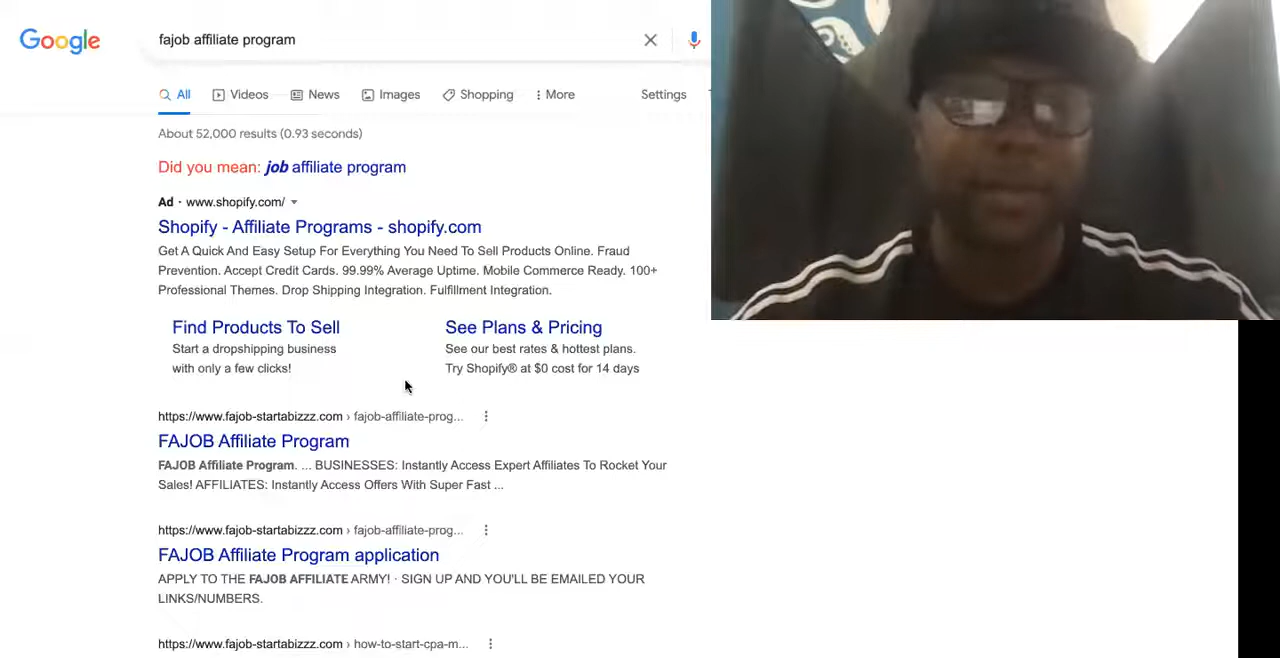 Google
fajob affiliate program
All Videos News Images Shopping More Settings
About 52,000 results (0.93 seconds)
Did you mean: job affiliate program
Ad · www.shopify.com/
Shopify - Affiliate Programs - shopify.com
Get A Quick And Easy Setup For Everything You Need To Sell Products Online. Fraud
Prevention. Accept Credit Cards. 99.99% Average Uptime. Mobile Commerce Ready. 100+
Professional Themes. Drop Shipping Integration. Fulfillment Integration.
Find Products To Sell
Start a dropshipping business
with only a few clicks!
See Plans & Pricing
See our best rates & hottest plans.
Try Shopify® at $0 cost for 14 days
https://www.fajob-startabizzz.com › fajob-affiliate-prog...
FAJOB Affiliate Program
FAJOB Affiliate Program. ... BUSINESSES: Instantly Access Expert Affiliates To Rocket Your
Sales! AFFILIATES: Instantly Access Offers With Super Fast ...
https://www.fajob-startabizzz.com › fajob-affiliate-prog...
FAJOB Affiliate Program application
APPLY TO THE FAJOB AFFILIATE ARMY! · SIGN UP AND YOU'LL BE EMAILED YOUR
LINKS/NUMBERS.
https://www.fajob-startabizzz.com › how-to-start-cpa-m...